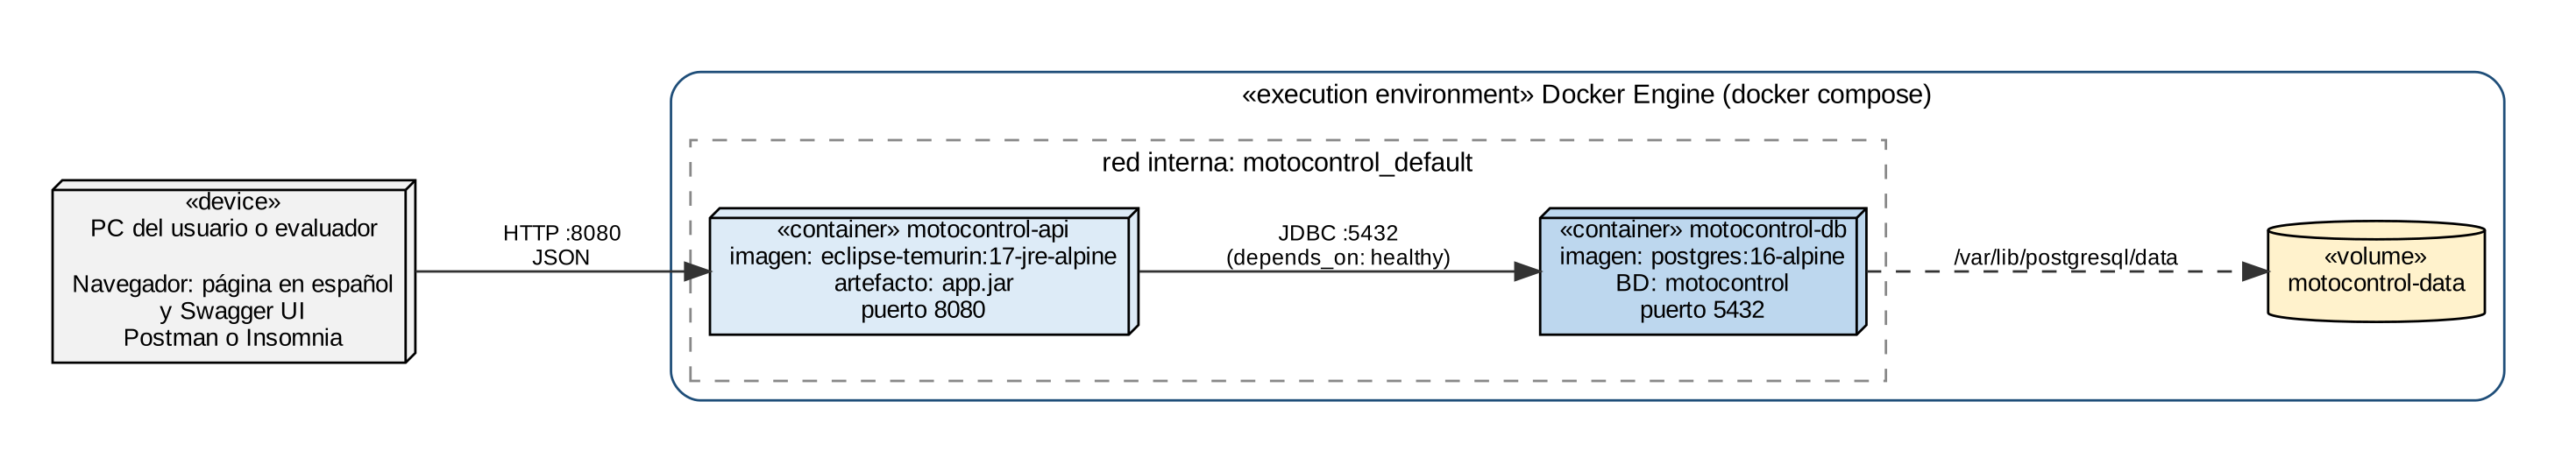 «execution environment» Docker Engine (docker compose)
red interna: motocontrol_default
«device»
PC del usuario o evaluador
Navegador: página en español
y Swagger UI
Postman o Insomnia
HTTP :8080
JSON
«container» motocontrol-api
imagen: eclipse-temurin:17-jre-alpine
artefacto: app.jar
puerto 8080
JDBC :5432
(depends_on: healthy)
«container» motocontrol-db
imagen: postgres:16-alpine
BD: motocontrol
puerto 5432
/var/lib/postgresql/data
«volume»
motocontrol-data